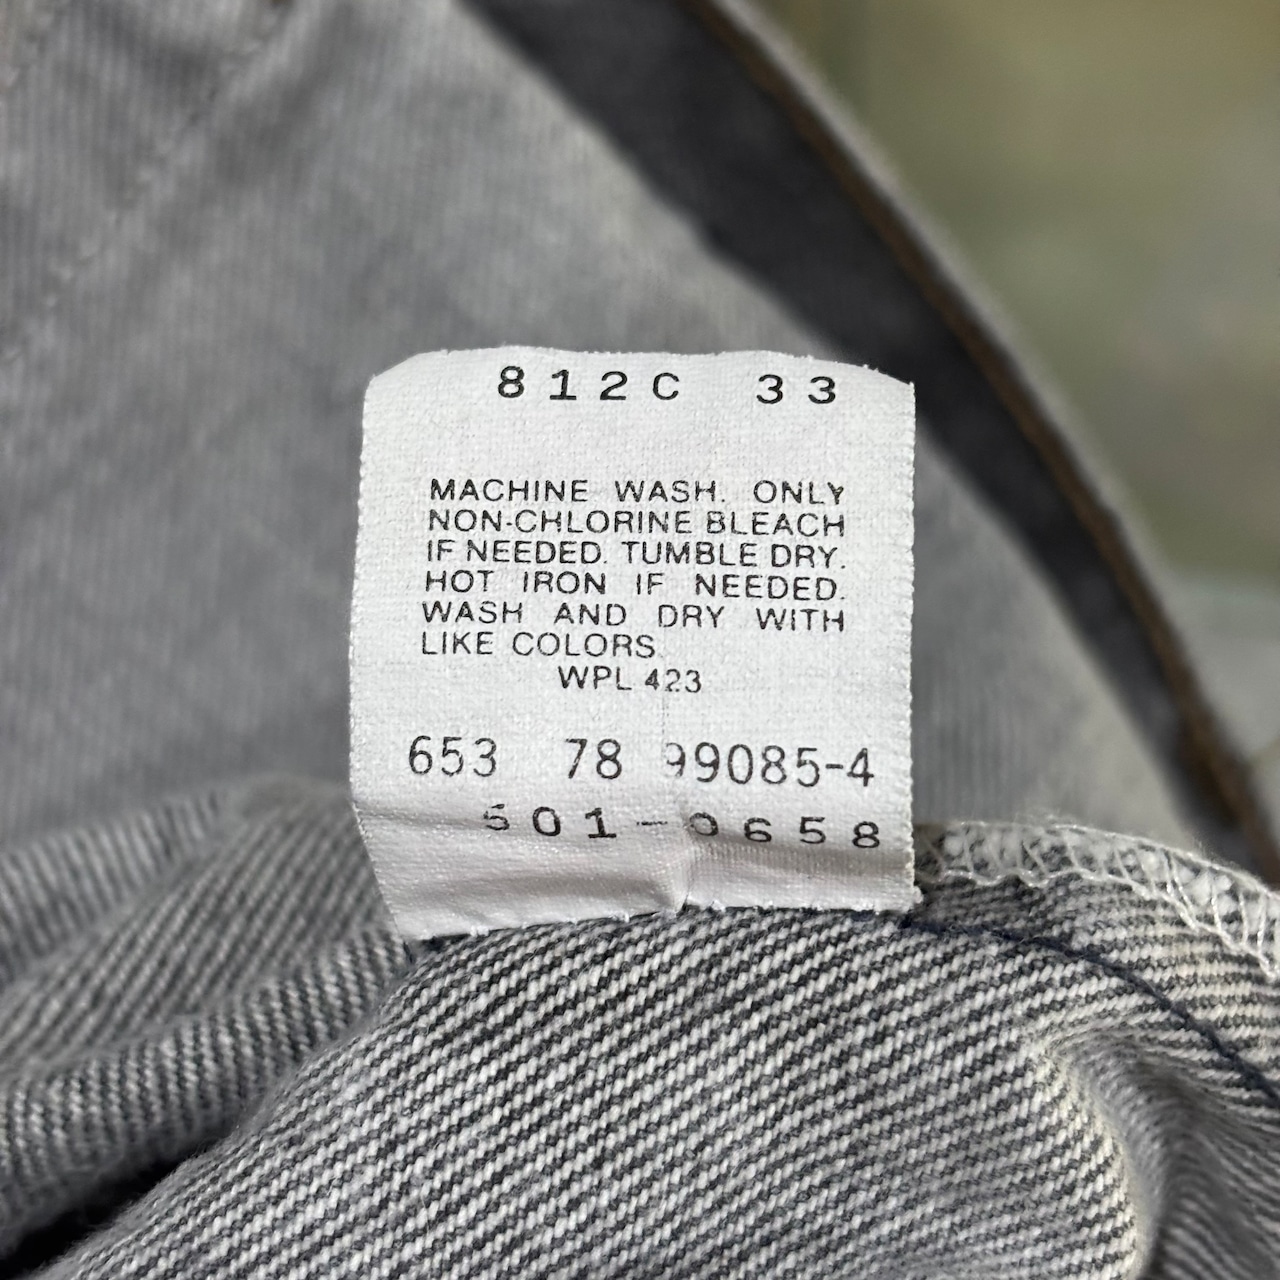 812C 33
MACHINE WASH. ONLY
NON-CHLORINE BLEACH
IF NEEDED. TUMBLE DRY.
HOT IRON IF NEEDED.
WASH AND DRY WITH
LIKE COLORS.
WPL 423
653 78 99085-4
501-0658